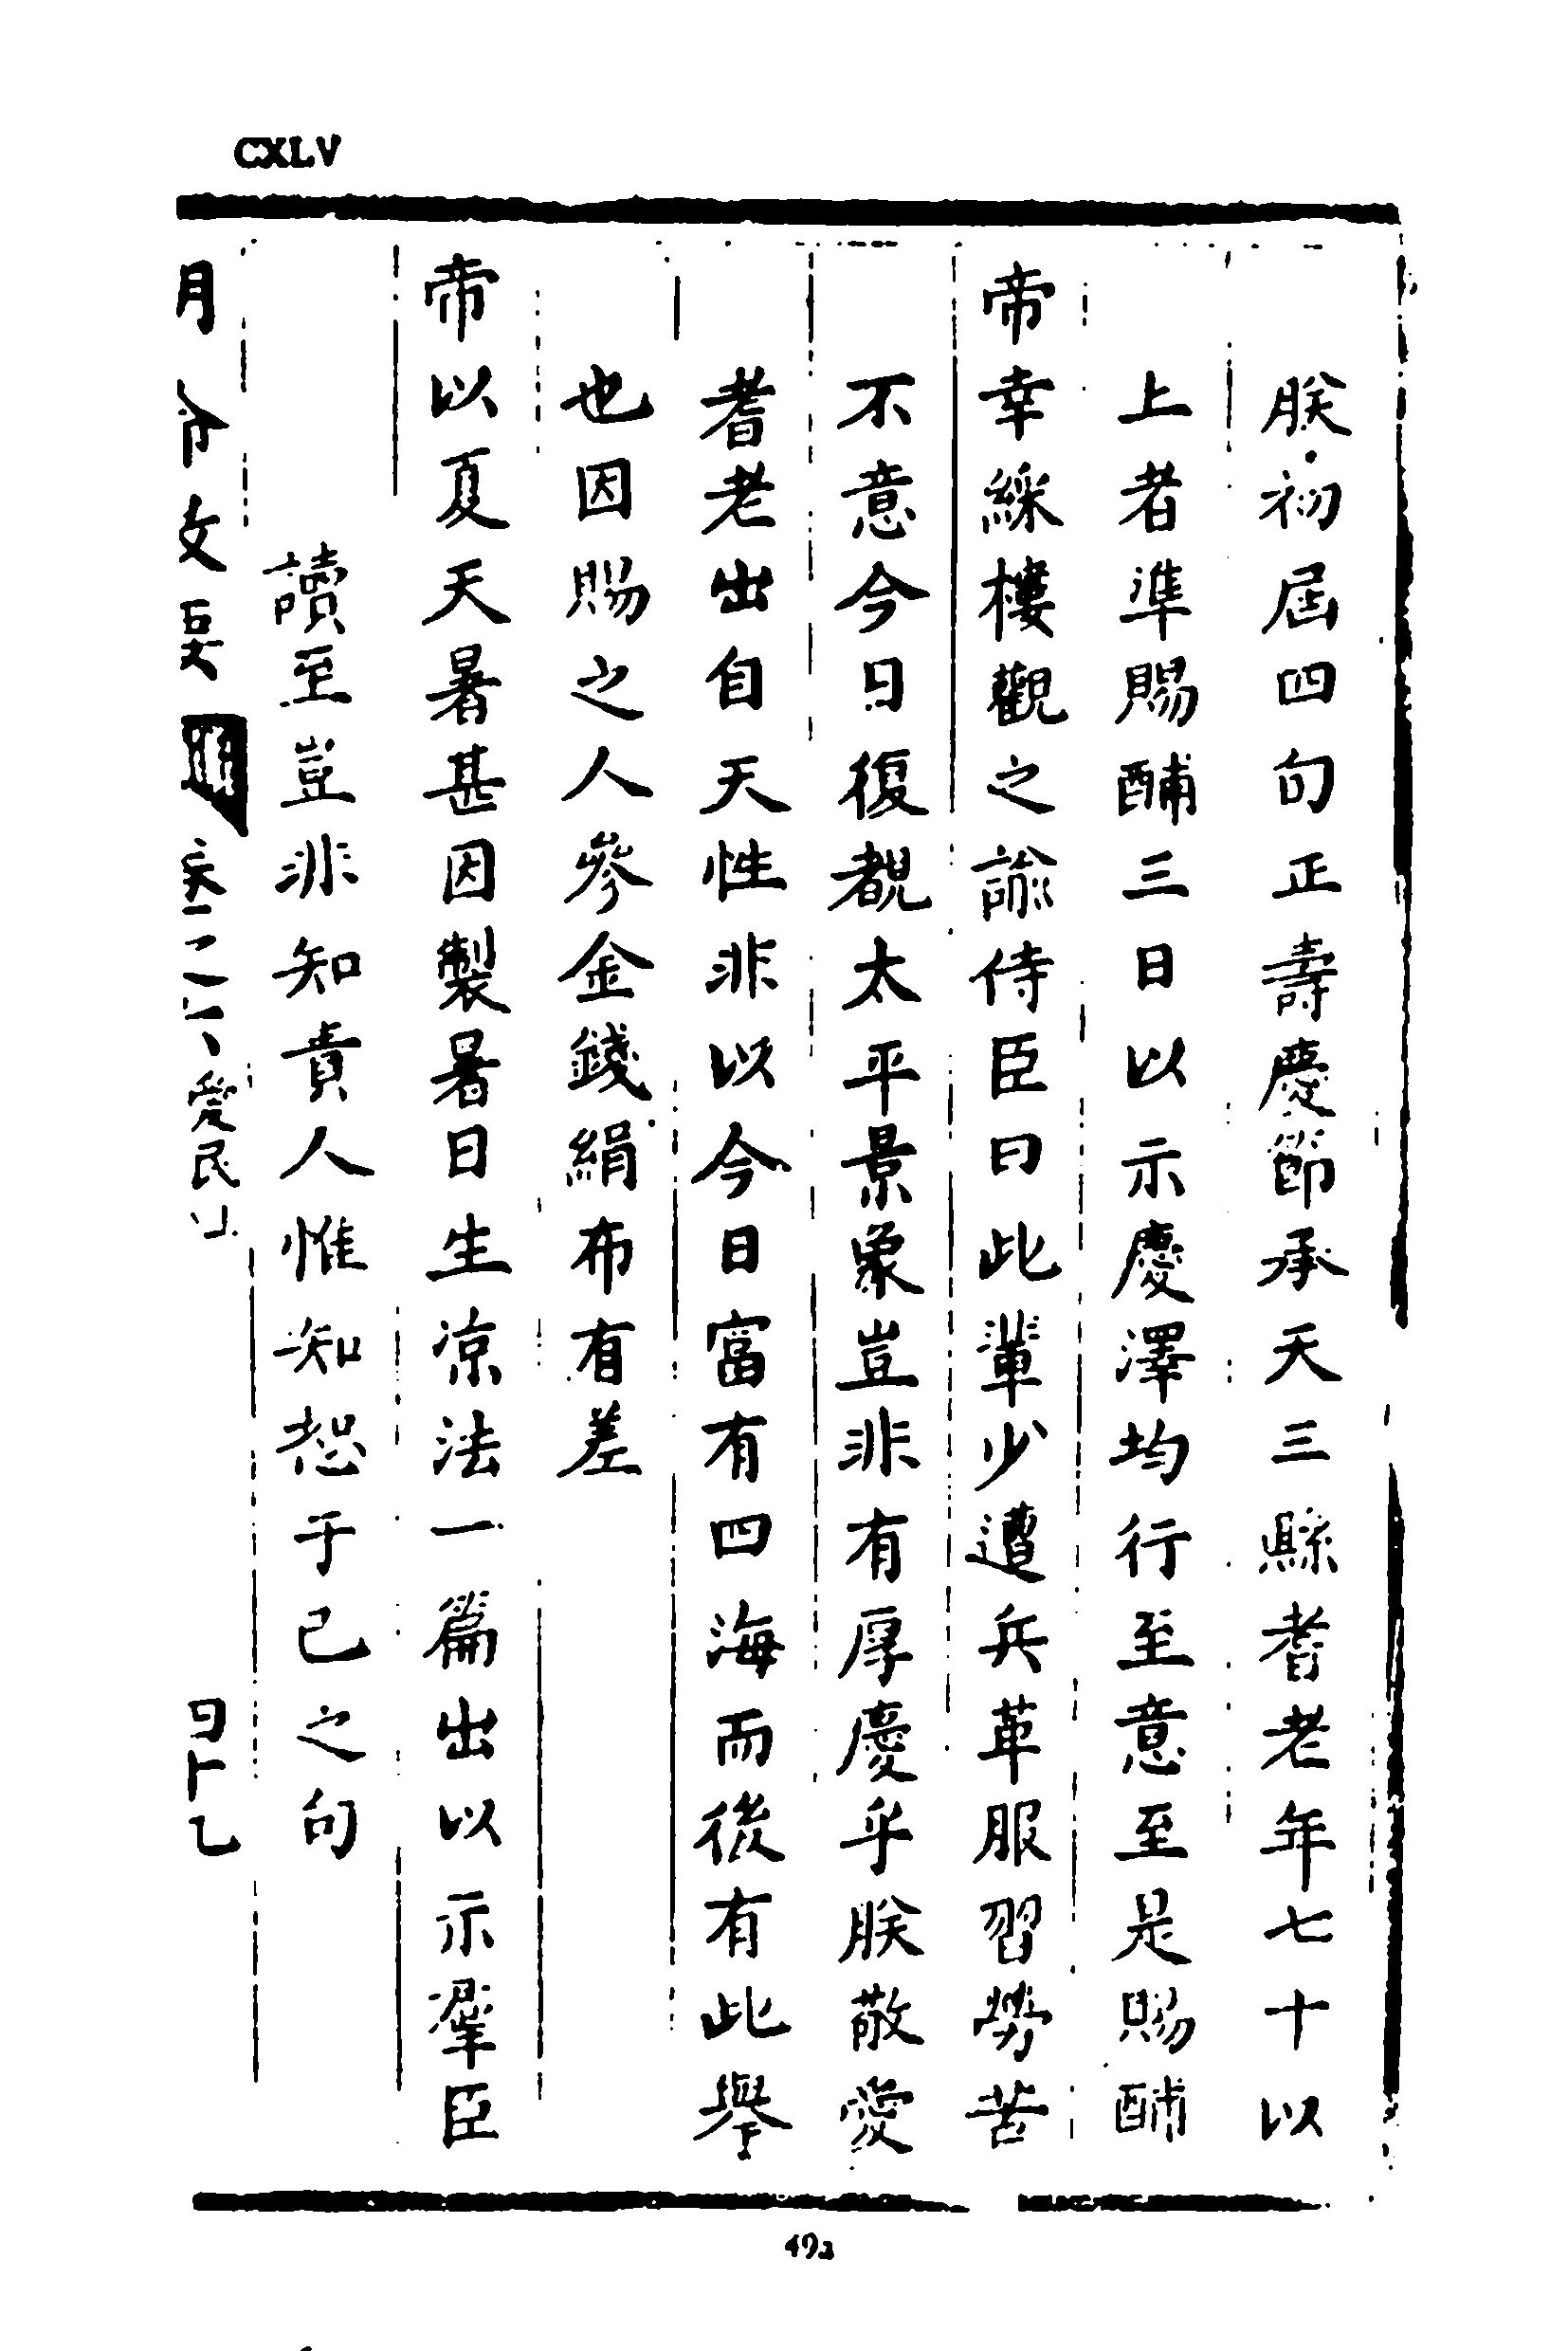 CXLV
朕初屆四旬正壽慶節承天三縣耆老年七十以
上者準賜酺三日以示慶澤均行至意至是賜酺
帝幸綵樓觀之諭侍臣曰此輩少遭兵革服習勞苦
不意今日復覩太平景象豈非有厚慶乎朕敬愛
耆老出自天性非以今日富有四海而後有此舉
也因賜之人參金錢絹布有差
帝以夏天暑甚因製暑日生凉法一篇出以示羣臣
讀至豈非知責人惟知恕于己之句
愛民
49a